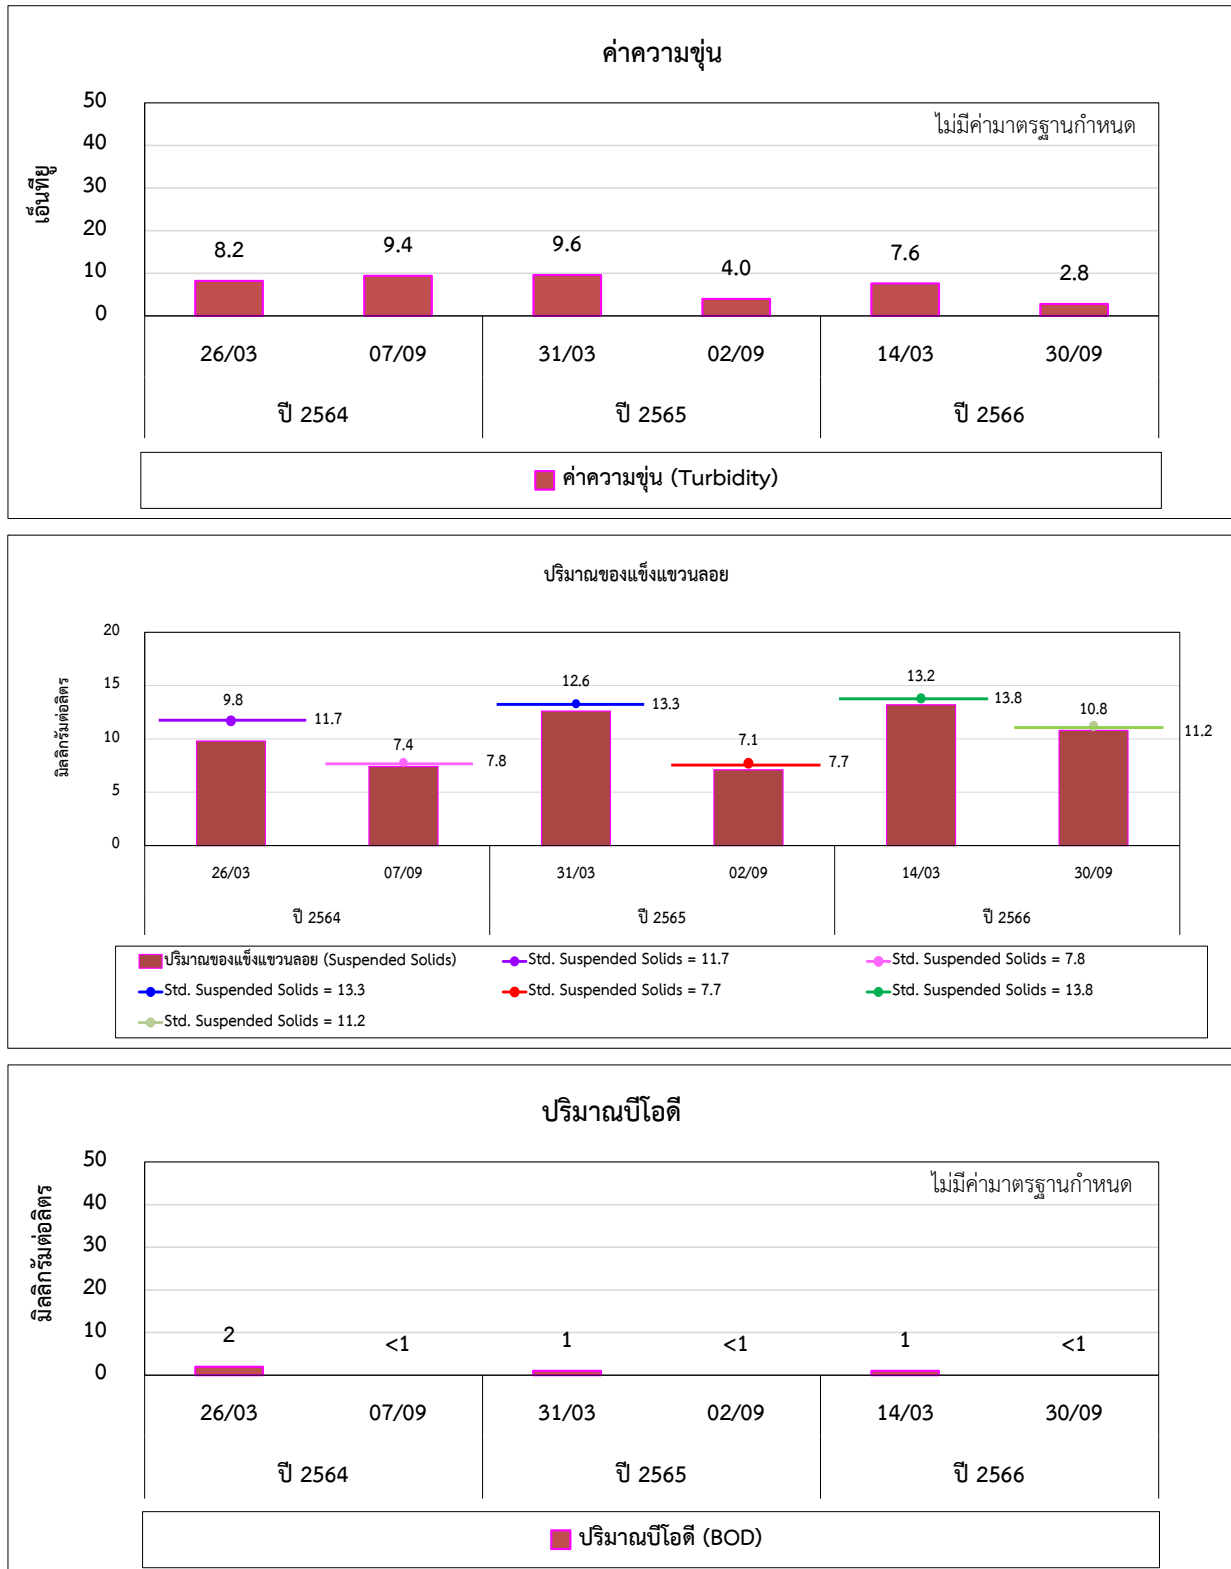 ค่าความขุ่น
ไม่มีค่ามาตรฐานกำหนด
เอ็นทียู
50
40
30
20
10
0
8.2 9.4 9.6 4.0 7.6 2.8
26/03 07/09 31/03 02/09 14/03 30/09
ปี 2564 ปี 2565 ปี 2566
ค่าความขุ่น (Turbidity)
ปริมาณของแข็งแขวนลอย
มิลลิกรัมต่อลิตร
20
15
10
5
0
9.8 7.4 12.6 7.1 13.2 10.8
11.7 7.8 13.3 7.7 13.8 11.2
26/03 07/09 31/03 02/09 14/03 30/09
ปี 2564 ปี 2565 ปี 2566
ปริมาณของแข็งแขวนลอย (Suspended Solids) Std. Suspended Solids = 11.7 Std. Suspended Solids = 7.8
Std. Suspended Solids = 13.3 Std. Suspended Solids = 7.7 Std. Suspended Solids = 13.8
Std. Suspended Solids = 11.2
ปริมาณบีโอดี
ไม่มีค่ามาตรฐานกำหนด
มิลลิกรัมต่อลิตร
50
40
30
20
10
0
2 <1 1 <1 1 <1
26/03 07/09 31/03 02/09 14/03 30/09
ปี 2564 ปี 2565 ปี 2566
ปริมาณบีโอดี (BOD)